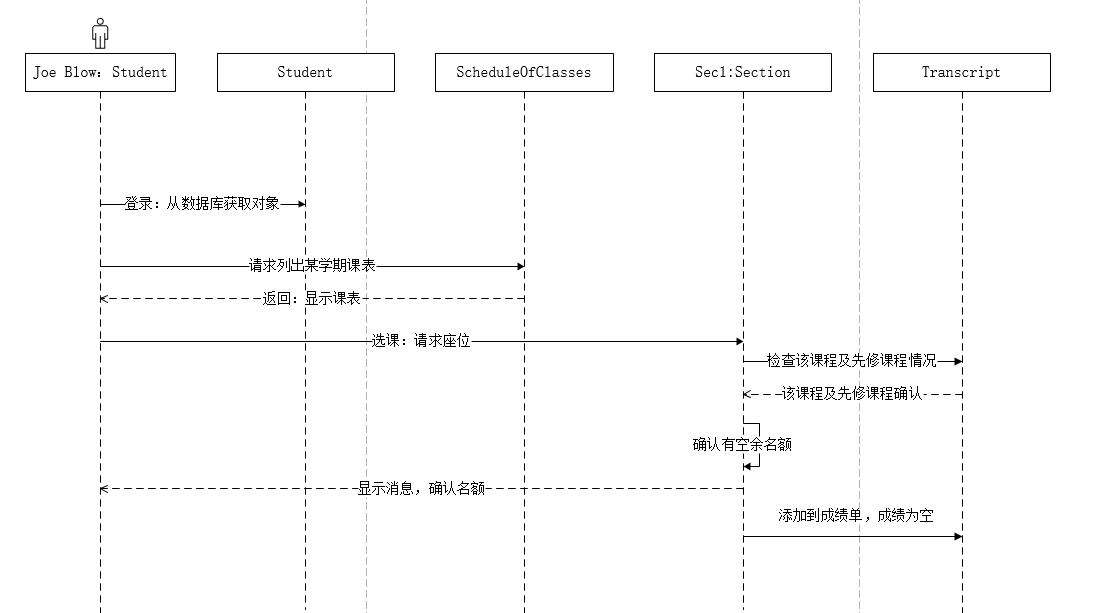 Joe Blow: Student
Student
ScheduleOfClasses
Sec1:Section
Transcript
登录：从数据库获取对象
请求列出某学期课表
返回：显示课表
选课：请求座位
检查该课程及先修课程情况
该课程及先修课程确认
确认有空余名额
显示消息，确认名额
添加到成绩单，成绩为空